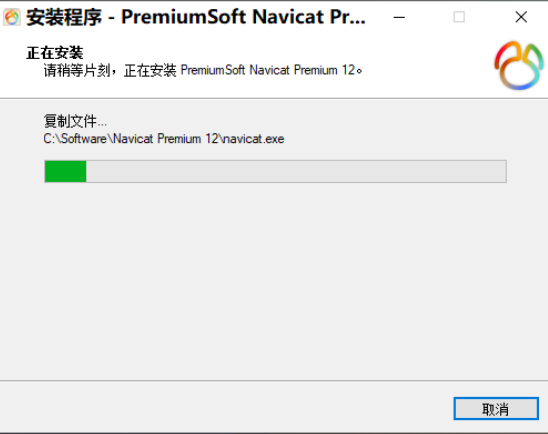 安装程序 - PremiumSoft Navicat Pr...
正在安装
请稍等片刻，正在安装 PremiumSoft Navicat Premium 12。
复制文件...
C:\Software\Navicat Premium 12\navicat.exe
取消